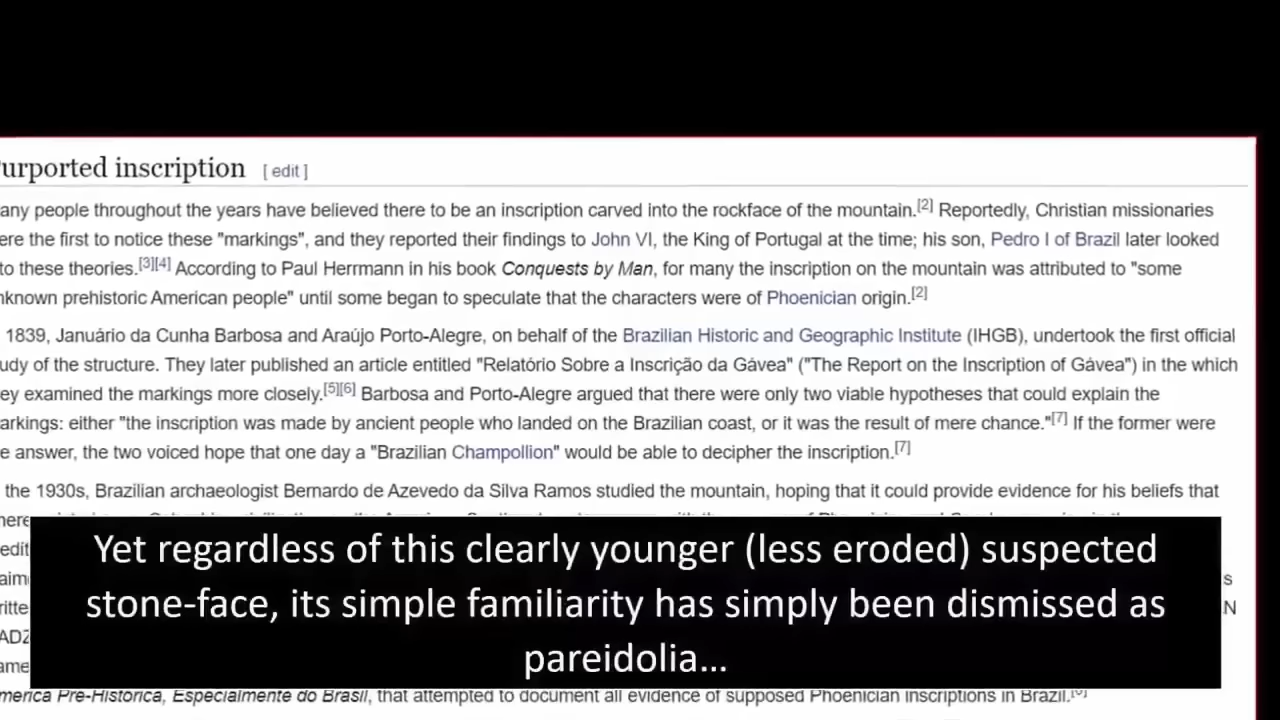 urported inscription [ edit ]
any people throughout the years have believed there to be an inscription carved into the rockface of the mountain.[2] Reportedly, Christian missionaries
ere the first to notice these "markings", and they reported their findings to John VI, the King of Portugal at the time; his son, Pedro I of Brazil later looked
to these theories.[3][4] According to Paul Herrmann in his book Conquests by Man, for many the inscription on the mountain was attributed to "some
nknown prehistoric American people" until some began to speculate that the characters were of Phoenician origin.[2]
1839, Januário da Cunha Barbosa and Araújo Porto-Alegre, on behalf of the Brazilian Historic and Geographic Institute (IHGB), undertook the first official
udy of the structure. They later published an article entitled "Relatório Sobre a Inscrição da Gávea" ("The Report on the Inscription of Gávea") in the which
ey examined the markings more closely.[5][6] Barbosa and Porto-Alegre argued that there were only two viable hypotheses that could explain the
arkings: either "the inscription was made by ancient people who landed on the Brazilian coast, or it was the result of mere chance."[7] If the former were
e answer, the two voiced hope that one day a "Brazilian Champollion" would be able to decipher the inscription.[7]
the 1930s, Brazilian archaeologist Bernardo de Azevedo da Silva Ramos studied the mountain, hoping that it could provide evidence for his beliefs that
Yet regardless of this clearly younger (less eroded) suspected
stone-face, its simple familiarity has simply been dismissed as
pareidolia...
merica Pré-Histórica, Especialmente do Brasil, that attempted to document all evidence of supposed Phoenician inscriptions in Brazil.